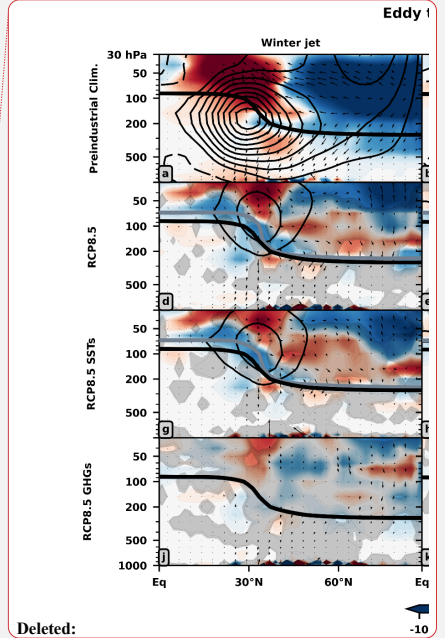 Eddy t
Winter jet
30 hPa
50
100
200
500
Preindustrial Clim.
a
b
50
100
200
500
RCP8.5
d
e
50
100
200
500
RCP8.5 SSTs
g
h
50
100
200
500
1000
RCP8.5 GHGs
j
k
Eq
30°N
60°N
Eq
-10
Deleted: